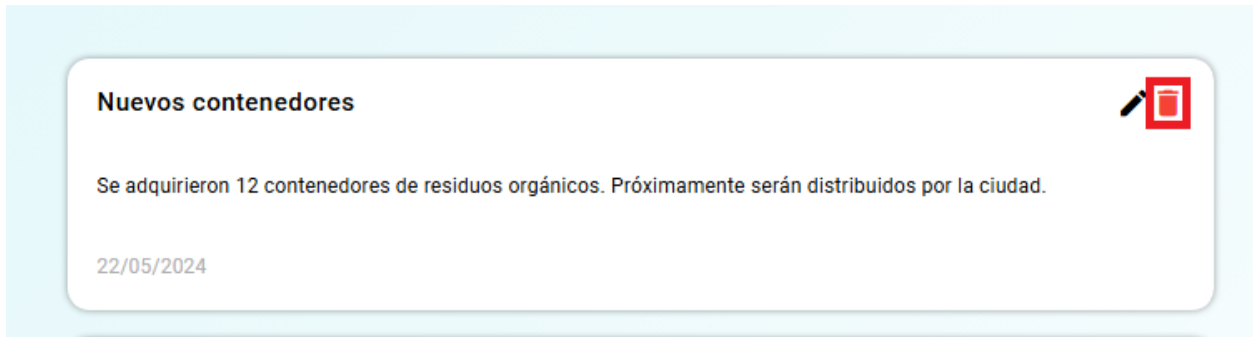 Nuevos contenedores
Se adquirieron 12 contenedores de residuos orgánicos. Próximamente serán distribuidos por la ciudad.
22/05/2024